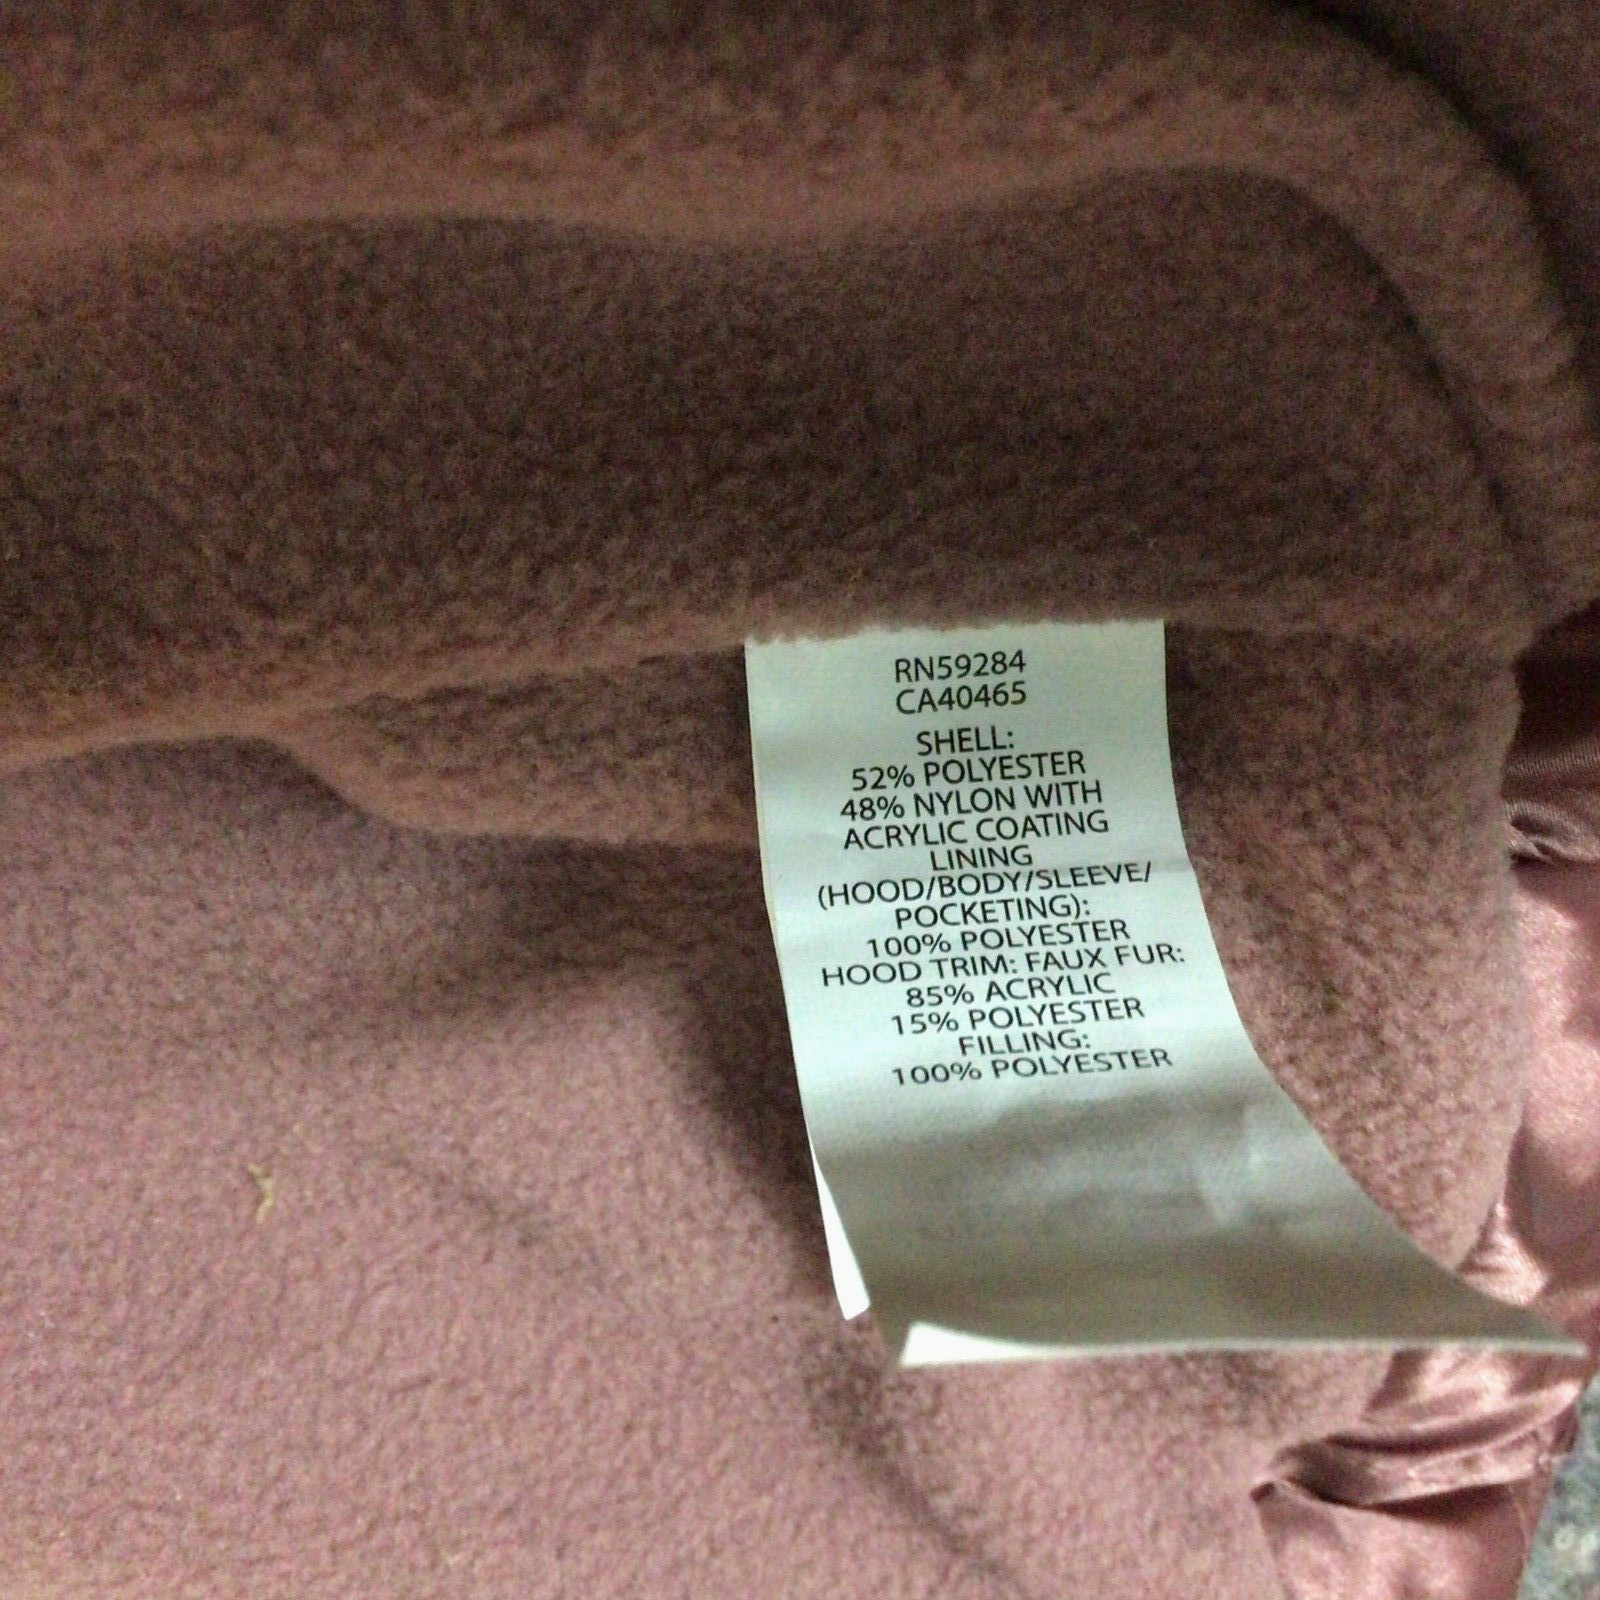 RN59284
CA40465
SHELL:
52% POLYESTER
48% NYLON WITH
ACRYLIC COATING
LINING
(HOOD/BODY/SLEEVE/
POCKETING):
100% POLYESTER
HOOD TRIM: FAUX FUR:
85% ACRYLIC
15% POLYESTER
FILLING:
100% POLYESTER